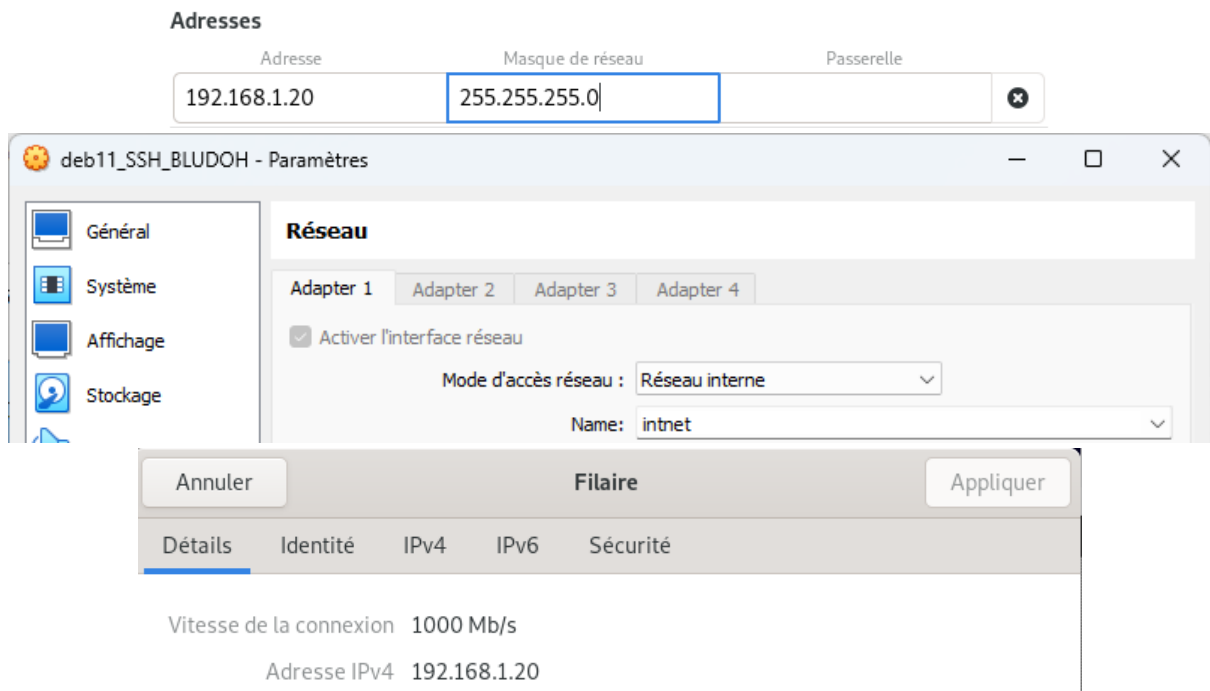 Adresses
Adresse Masque de réseau Passerelle
192.168.1.20 255.255.255.0
deb11_SSH_BLUDOH - Paramètres
Général
Réseau
Système
Adapter 1 Adapter 2 Adapter 3 Adapter 4
Affichage
Activer l'interface réseau
Mode d'accès réseau : Réseau interne
Stockage
Name: intnet
Annuler Filaire Appliquer
Détails Identité IPv4 IPv6 Sécurité
Vitesse de la connexion 1000 Mb/s
Adresse IPv4 192.168.1.20